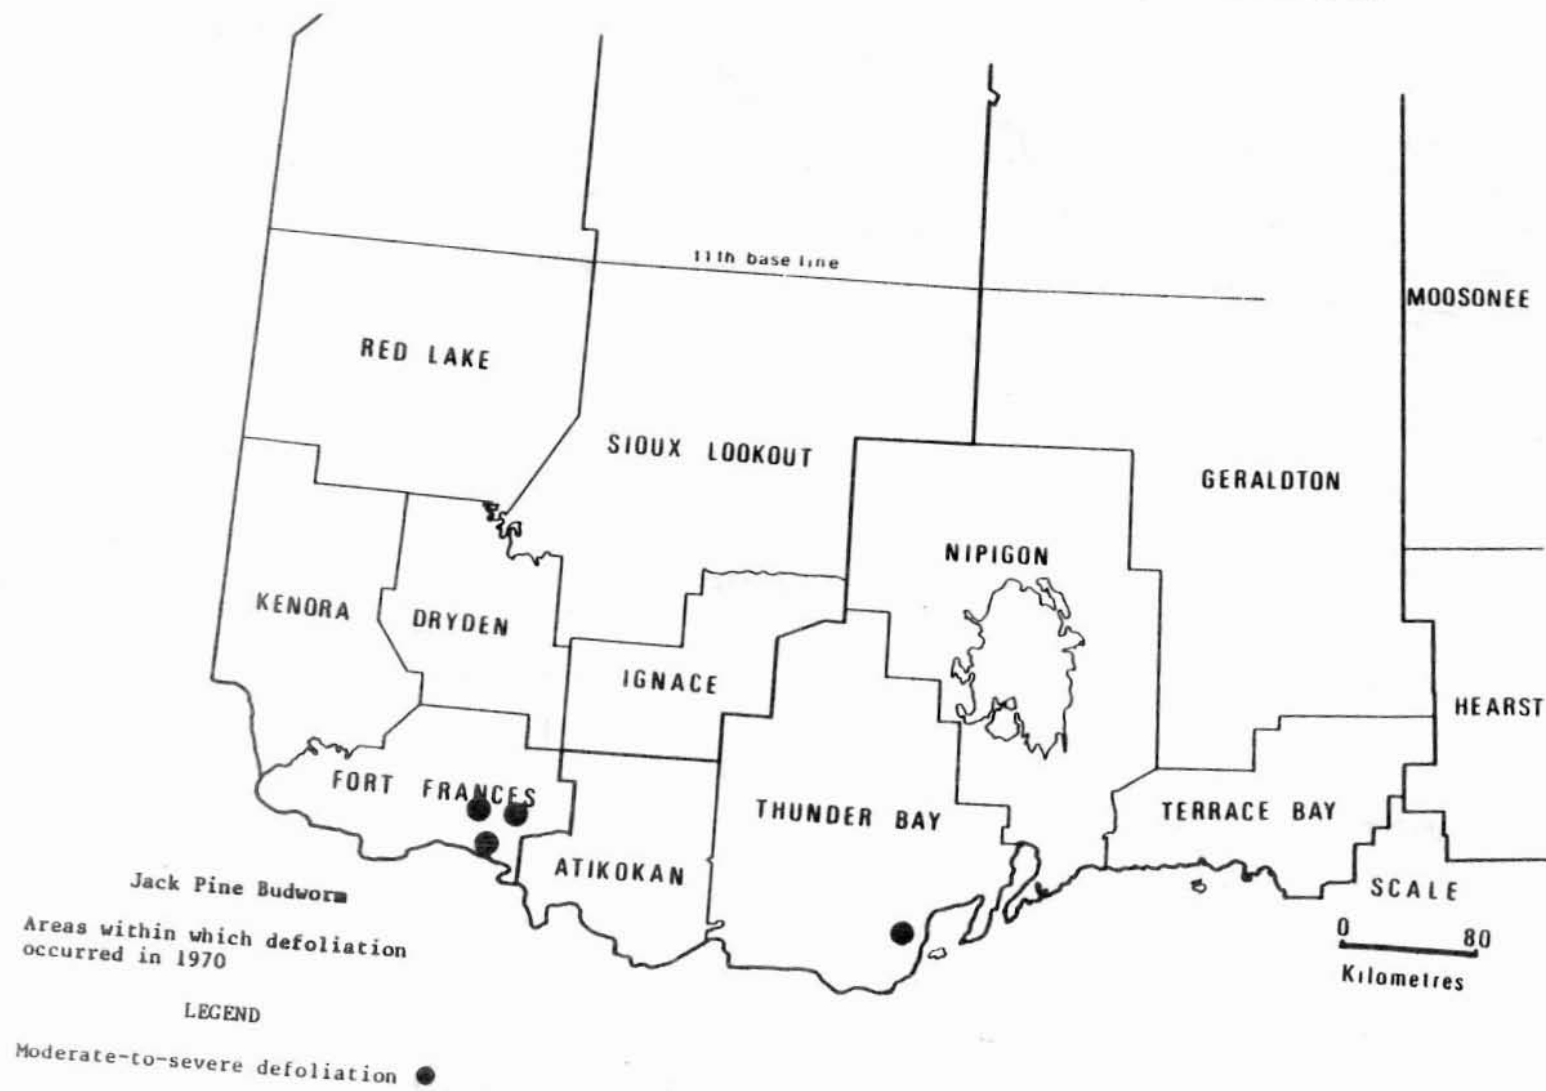 11th base line
MOOSONEE
RED LAKE
SIOUX LOOKOUT
GERALDTON
NIPIGON
KENORA
DRYDEN
IGNACE
HEARST
FORT FRANCES
THUNDER BAY
TERRACE BAY
ATIKOKAN
SCALE
0 80
Kilometres
Jack Pine Budworm
Areas within which defoliation
occurred in 1970
LEGEND
Moderate-to-severe defoliation